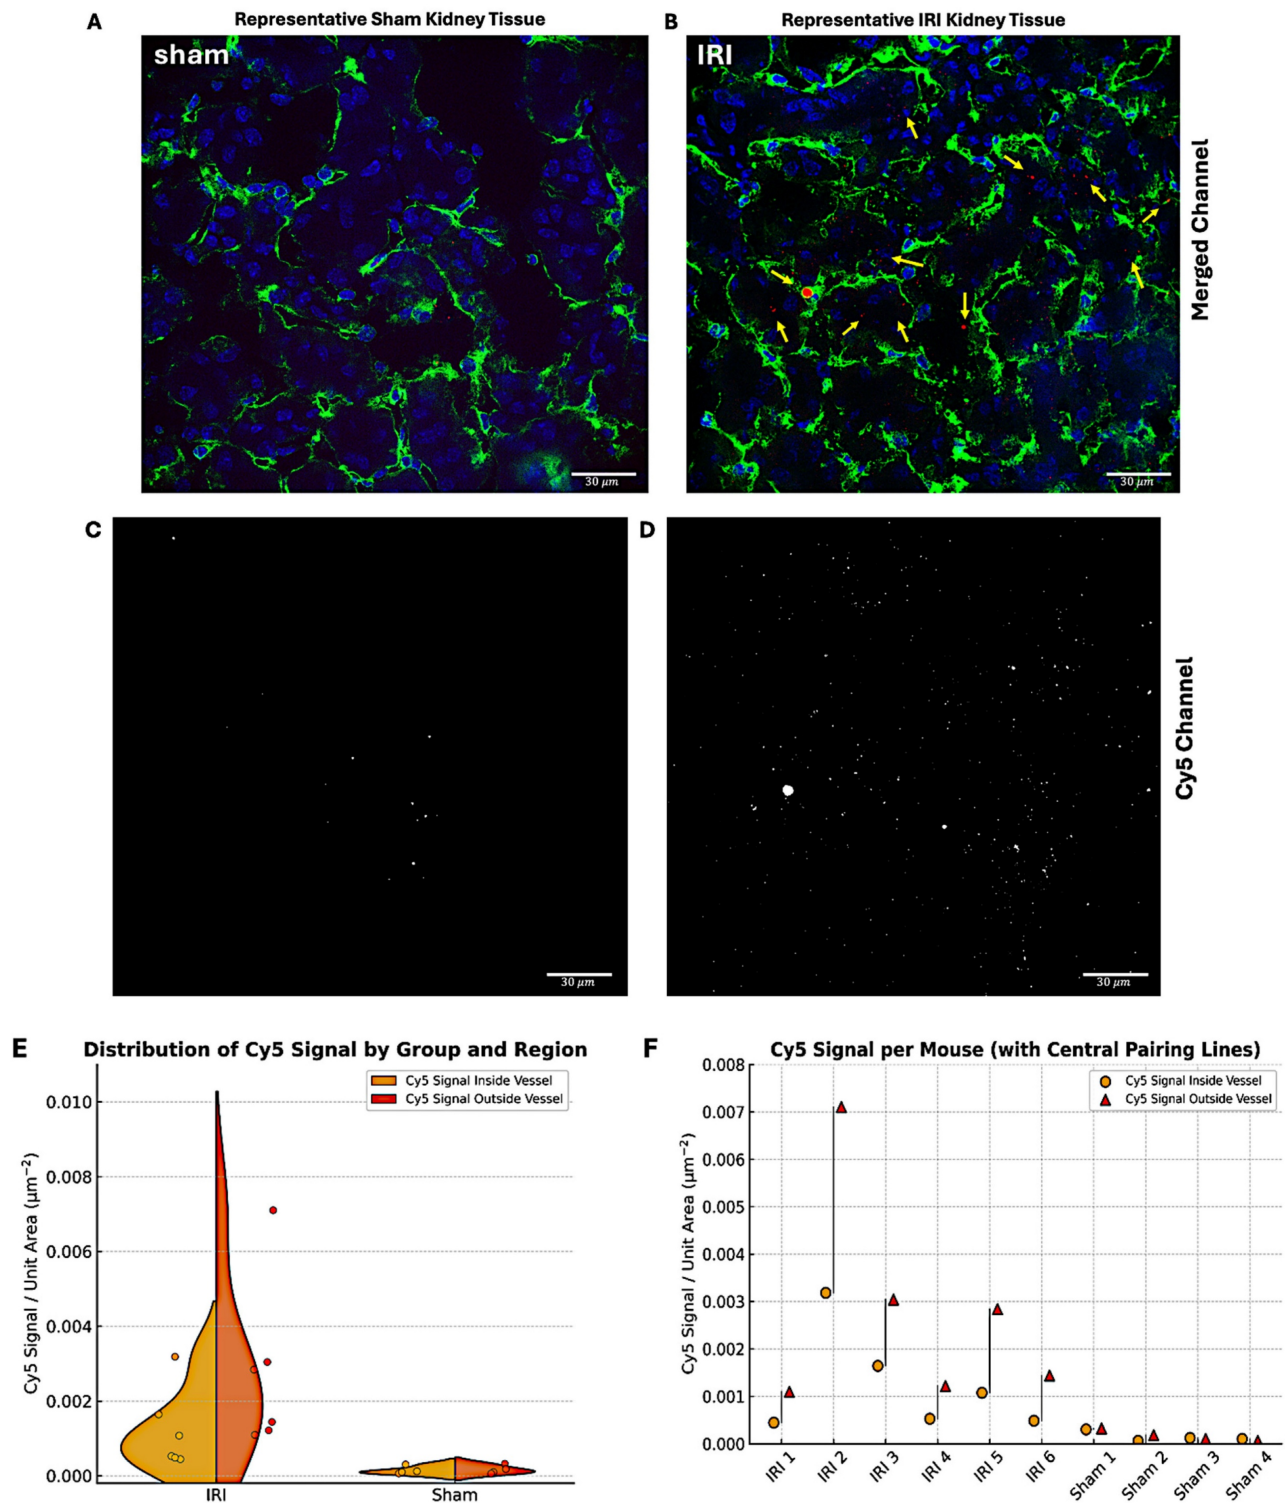 A
Representative Sham Kidney Tissue
B
Representative IRI Kidney Tissue
sham
IRI
Merged Channel
30 μm
30 μm
C
D
Cy5 Channel
30 μm
30 μm
E
Distribution of Cy5 Signal by Group and Region
Cy5 Signal Inside Vessel
Cy5 Signal Outside Vessel
Cy5 Signal / Unit Area (μm⁻²)
0.010
0.008
0.006
0.004
0.002
0.000
IRI
Sham
F
Cy5 Signal per Mouse (with Central Pairing Lines)
Cy5 Signal Inside Vessel
Cy5 Signal Outside Vessel
Cy5 Signal / Unit Area (μm⁻²)
0.008
0.007
0.006
0.005
0.004
0.003
0.002
0.001
0.000
IRI 1
IRI 2
IRI 3
IRI 4
IRI 5
IRI 6
Sham 1
Sham 2
Sham 3
Sham 4